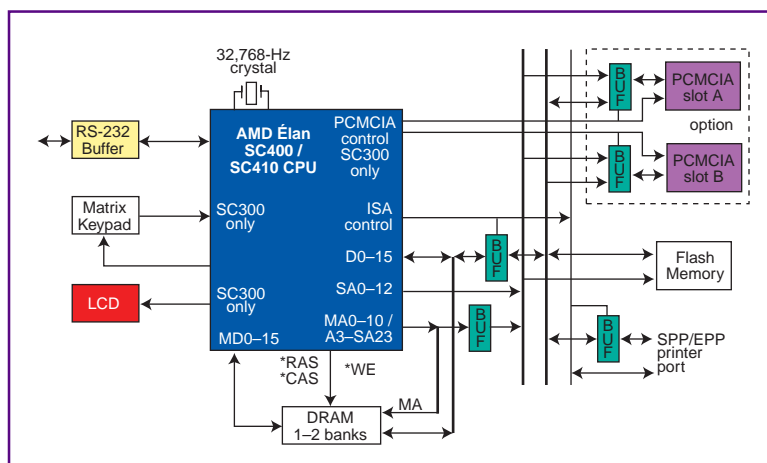 32,768-Hz
crystal
RS-232
Buffer
AMD Élan
SC400 /
SC410 CPU
PCMCIA
control
SC300
only
BUF
PCMCIA
slot A
option
BUF
PCMCIA
slot B
Matrix
Keypad
SC300
only
ISA
control
BUF
D0–15
Flash
Memory
LCD
SC300
only
SA0–12
MA0–10 /
A3–SA23
BUF
BUF
SPP/EPP
printer
port
MD0–15
*RAS
*CAS
*WE
MA
DRAM
1–2 banks